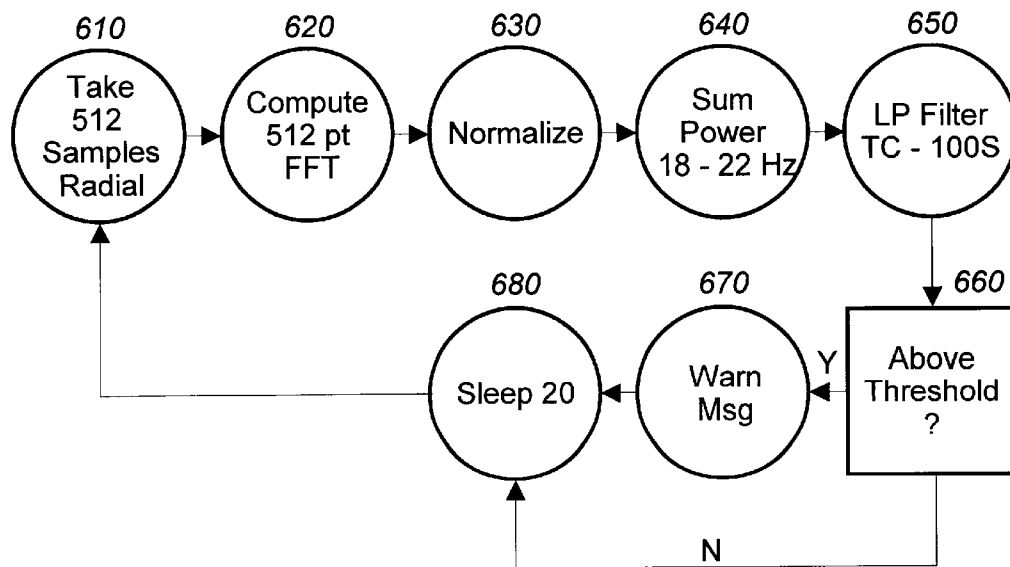 610
620
630
640
650
Take
512
Samples
Radial
Compute
512 pt
FFT
Normalize
Sum
Power
18 - 22 Hz
LP Filter
TC - 100S
680
670
660
Sleep 20
Warn
Msg
Y
Above
Threshold
?
N